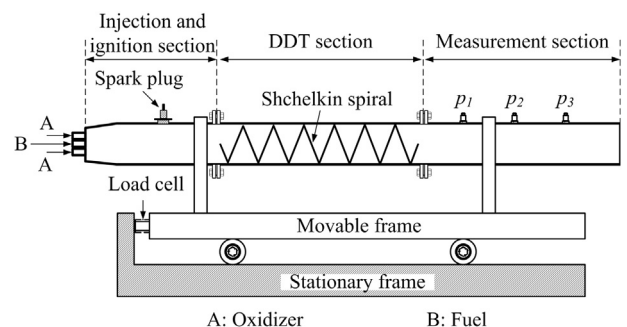 Injection and
ignition section
DDT section
Measurement section
Spark plug
Shchelkin spiral
p1
p2
p3
A
B
A
Load cell
Movable frame
Stationary frame
A: Oxidizer
B: Fuel